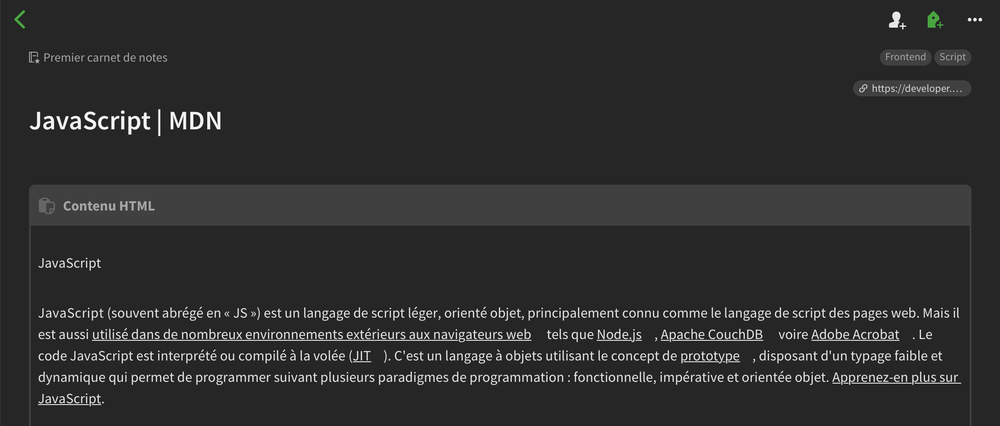 Premier carnet de notes
Frontend
Script
https://developer....
JavaScript | MDN
Contenu HTML
JavaScript
JavaScript (souvent abrégé en « JS ») est un langage de script léger, orienté objet, principalement connu comme le langage de script des pages web. Mais il
est aussi utilisé dans de nombreux environnements extérieurs aux navigateurs web tels que Node.js , Apache CouchDB voire Adobe Acrobat . Le
code JavaScript est interprété ou compilé à la volée (JIT ). C'est un langage à objets utilisant le concept de prototype , disposant d'un typage faible et
dynamique qui permet de programmer suivant plusieurs paradigmes de programmation : fonctionnelle, impérative et orientée objet. Apprenez-en plus sur
JavaScript.